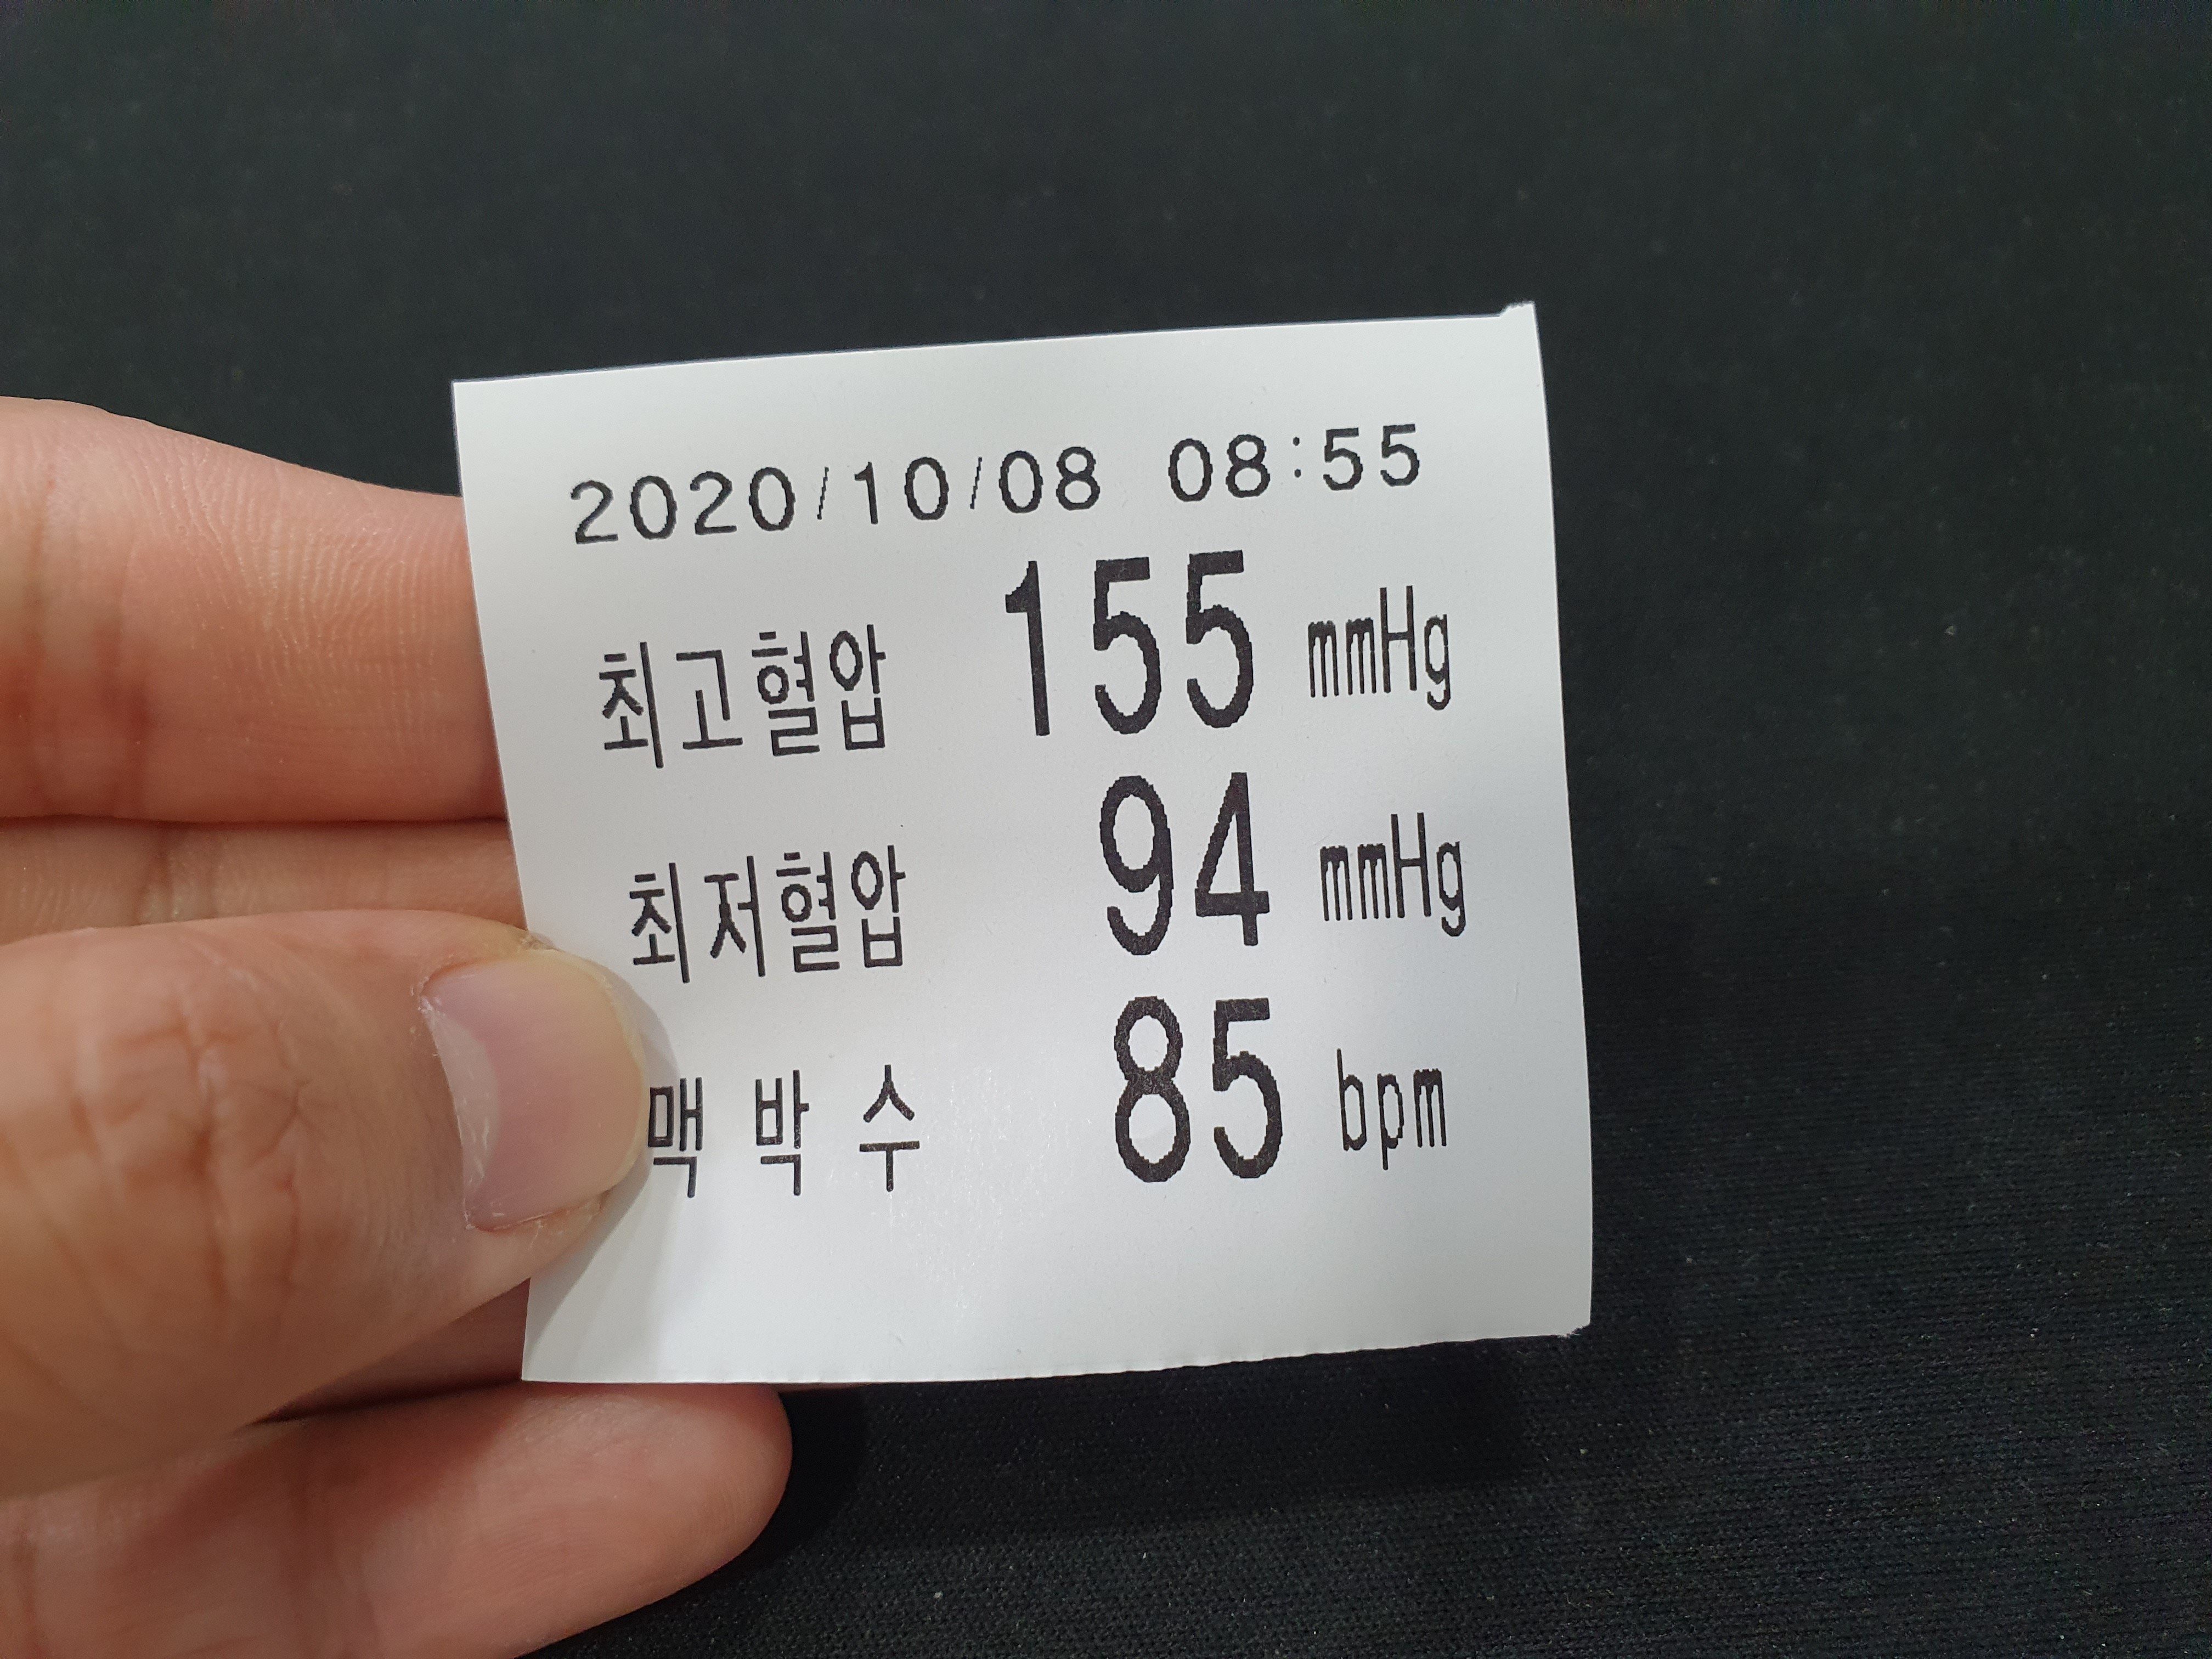 2020/10/08 08:55
최고혈압 155 mmHg
최저혈압 94 mmHg
맥박수 85 bpm